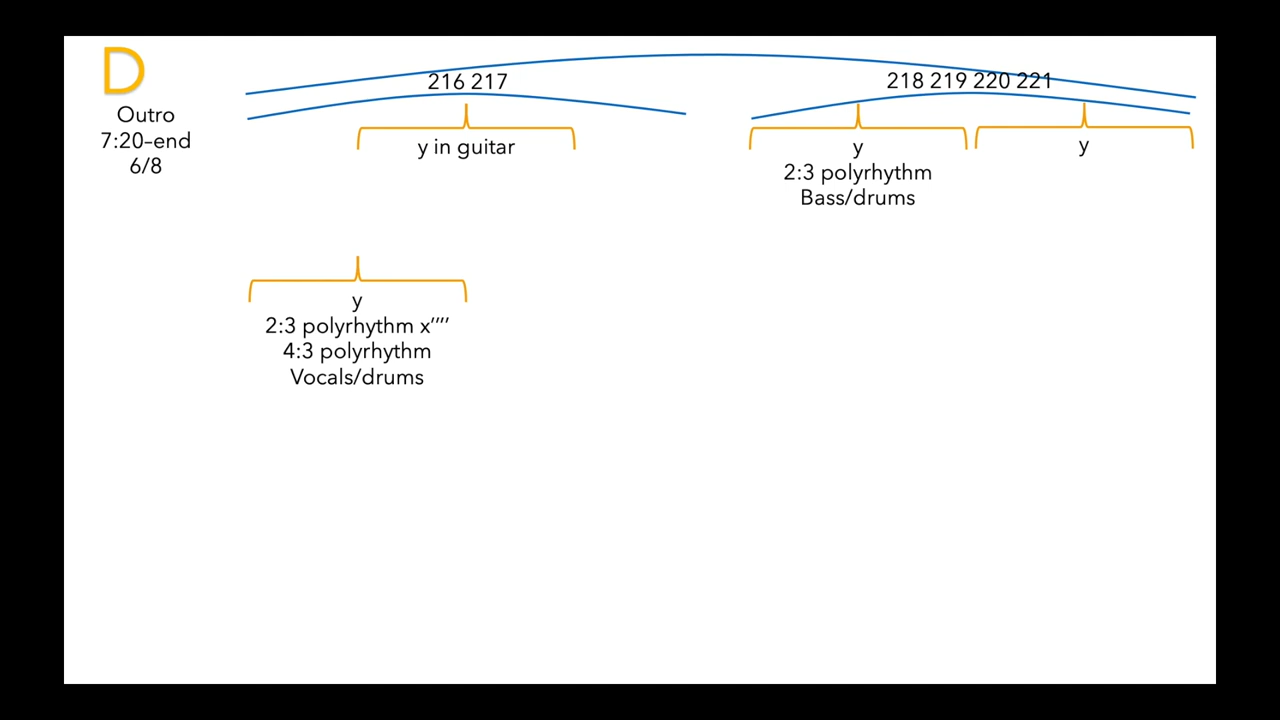 D
Outro
7:20–end
6/8
216 217
218 219 220 221
y in guitar
y
2:3 polyrhythm
Bass/drums
y
y
2:3 polyrhythm x’’’’
4:3 polyrhythm
Vocals/drums